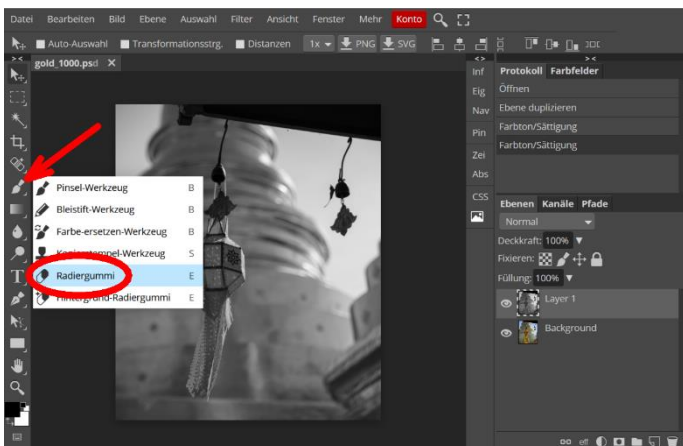 Datei Bearbeiten Bild Ebene Auswahl Filter Ansicht Fenster Mehr Konto
Auto-Auswahl Transformationsstrg. Distanzen 1x PNG SVG
gold_1000.psd
Inf
Eig
Nav
Pin
Zei
Abs
CSS
Protokoll Farbfelder
Öffnen
Ebene duplizieren
Farbton/Sättigung
Farbton/Sättigung
Pinsel-Werkzeug B
Bleistift-Werkzeug B
Farbe-ersetzen-Werkzeug B
Kopierstempel-Werkzeug S
Radiergummi E
Hintergrund-Radiergummi E
Ebenen Kanäle Pfade
Normal
Deckkraft: 100%
Fixieren:
Füllung: 100%
Layer 1
Background
eff